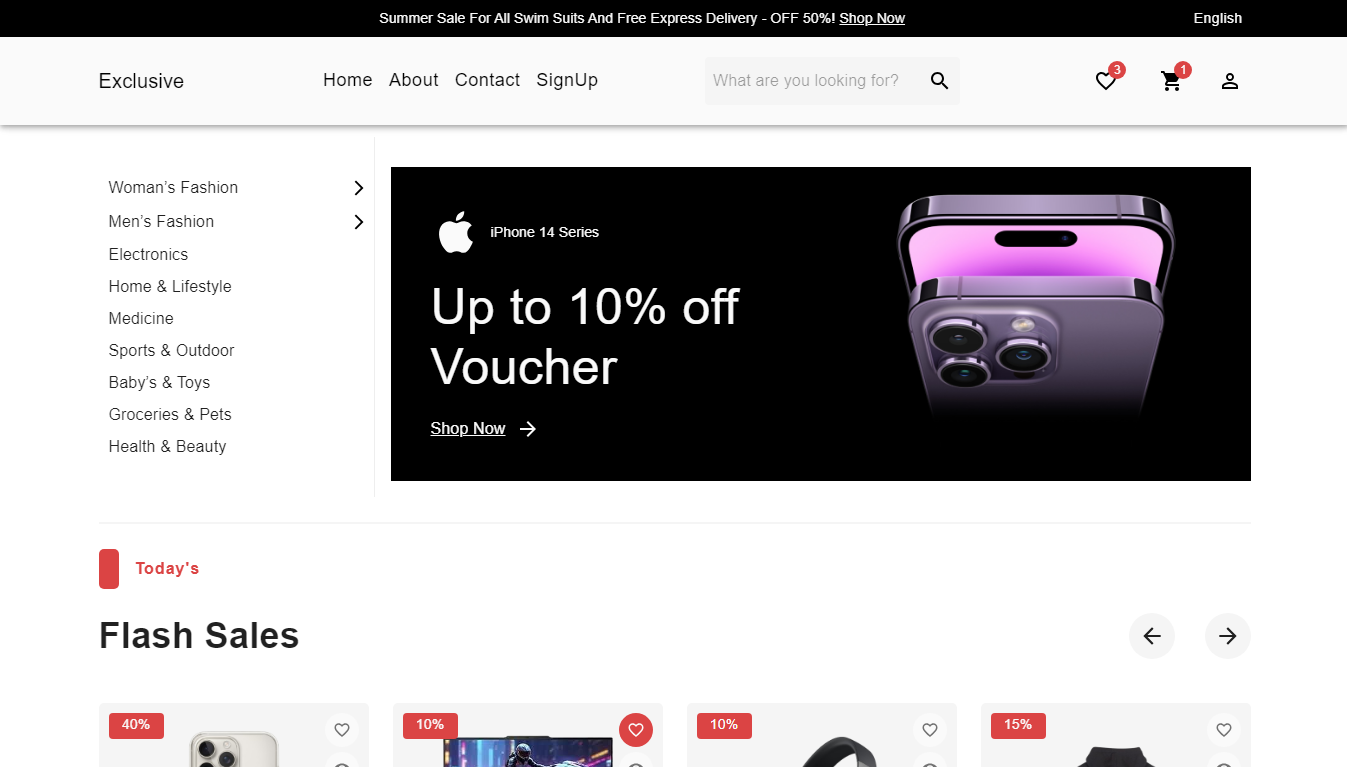 Summer Sale For All Swim Suits And Free Express Delivery - OFF 50%! Shop Now
English
Exclusive
Home
About
Contact
SignUp
What are you looking for?
3
1
Woman’s Fashion
Men’s Fashion
Electronics
Home & Lifestyle
Medicine
Sports & Outdoor
Baby’s & Toys
Groceries & Pets
Health & Beauty
iPhone 14 Series
Up to 10% off
Voucher
Shop Now
Today's
Flash Sales
40%
10%
10%
15%